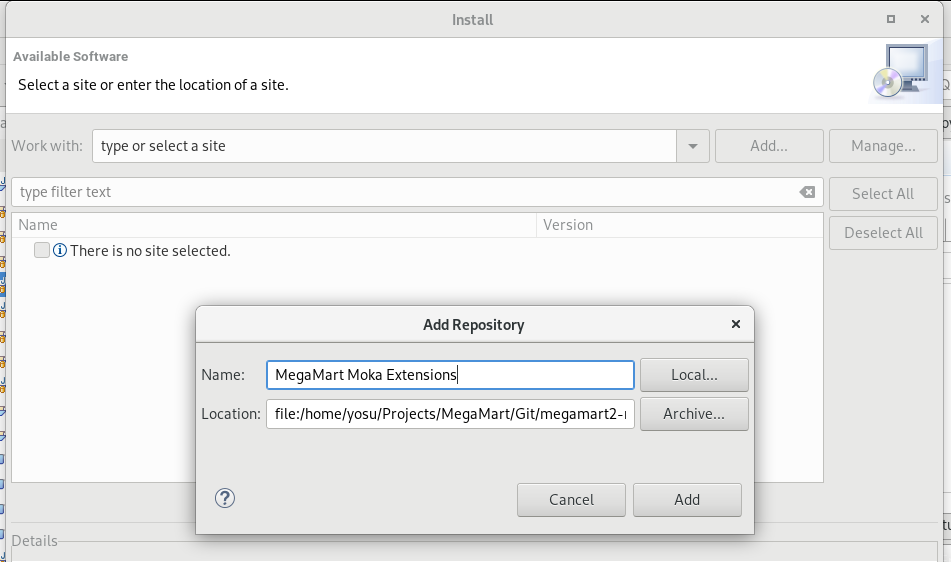 Install
Available Software
Select a site or enter the location of a site.
Work with: type or select a site Add... Manage...
type filter text Select All
Name Version Deselect All
There is no site selected.
Add Repository
Name: MegaMart Moka Extensions Local...
Location: file:/home/yosu/Projects/MegaMart/Git/megamart2- Archive...
Cancel Add
Details